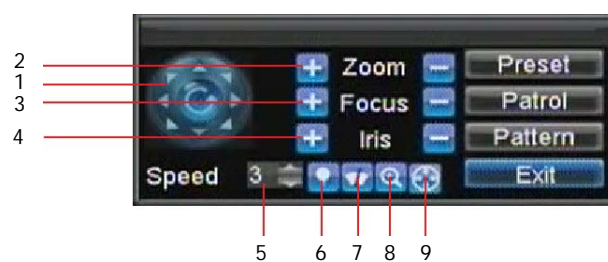 2
Zoom
Preset
1
3
Focus
Patrol
4
Iris
Pattern
Speed
3
Exit
5
6
7
8
9